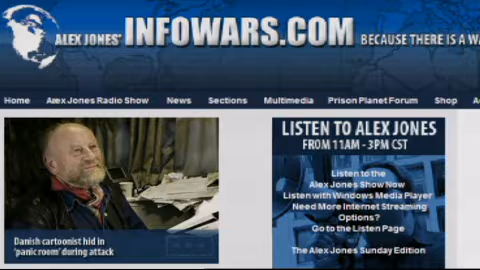 ALEX JONES' INFOWARS.COM BECAUSE THERE IS A WA
Home Alex Jones Radio Show News Sections Multimedia Prison Planet Forum Shop A
LISTEN TO ALEX JONES
FROM 11AM - 3PM CST
Listen to the
Alex Jones Show Now
Listen with Windows Media Player
Need More Internet Streaming
Options?
Go to the Listen Page
The Alex Jones Sunday Edition
Danish cartoonist hid in
'panic room' during attack